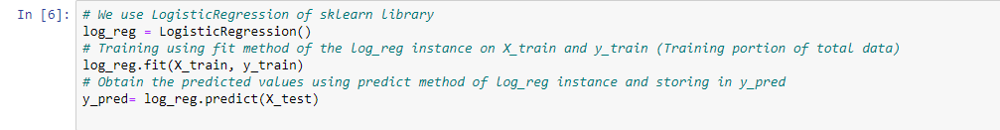 In [6]: # We use LogisticRegression of sklearn library
log_reg = LogisticRegression()
# Training using fit method of the log_reg instance on X_train and y_train (Training portion of total data)
log_reg.fit(X_train, y_train)
# Obtain the predicted values using predict method of log_reg instance and storing in y_pred
y_pred= log_reg.predict(X_test)